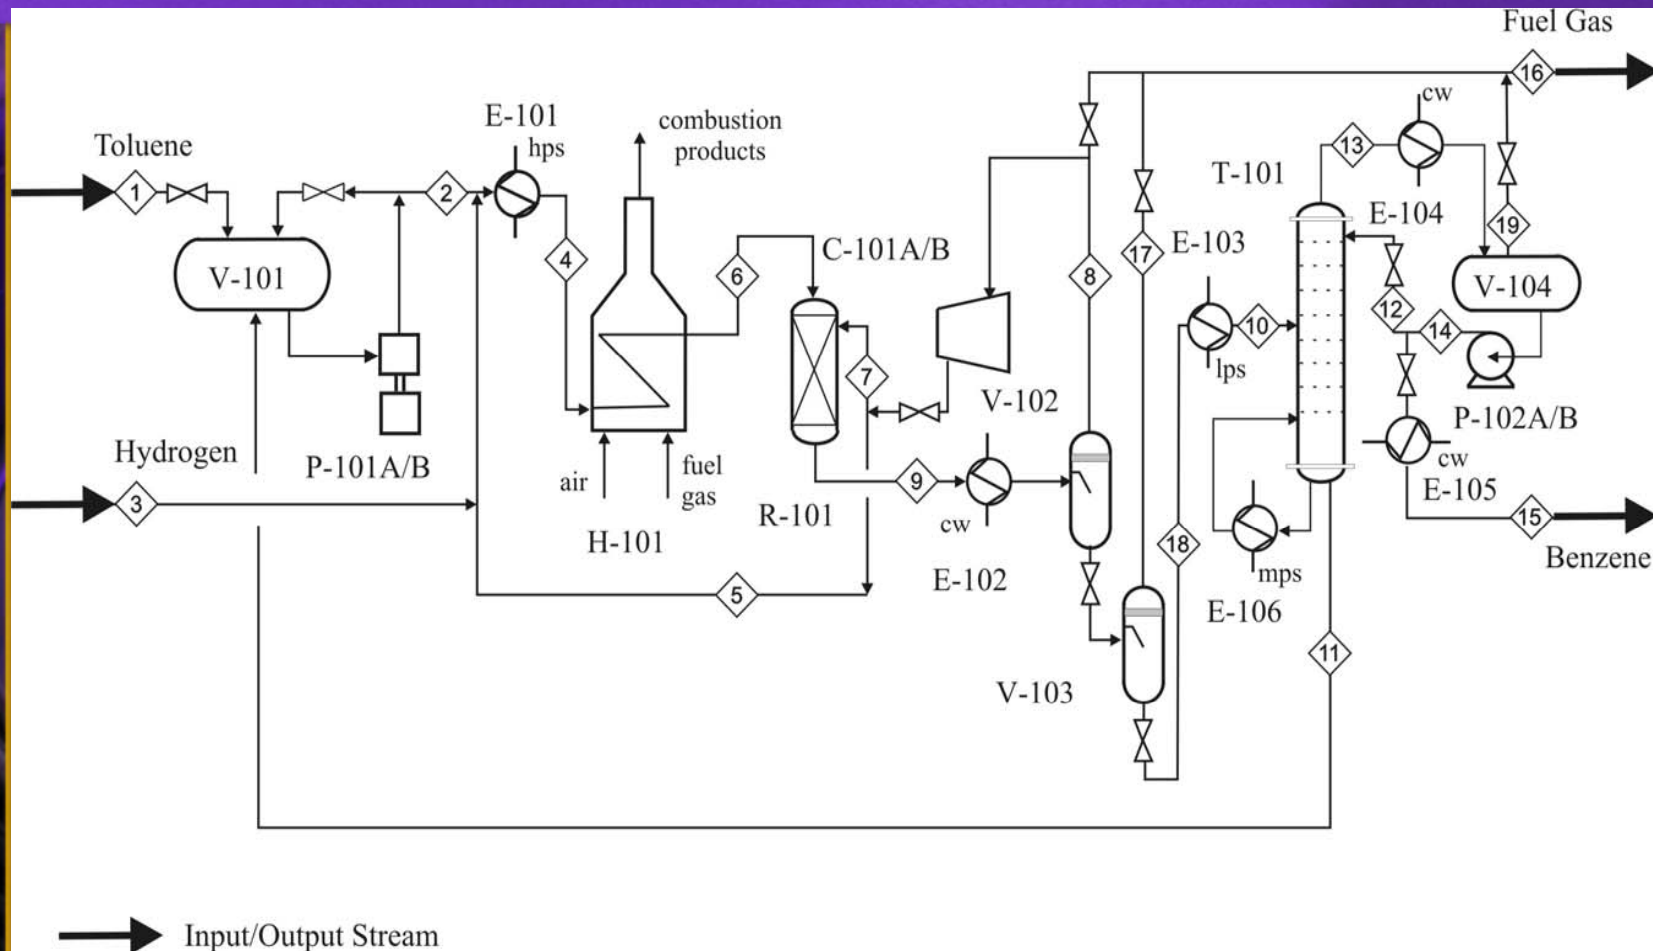 Fuel Gas
16
cw
E-101
hps
combustion
products
Toluene
13
T-101
1
2
E-104
19
4
6
C-101A/B
8
17
E-103
V-101
V-104
12
10
14
lps
7
V-102
P-102A/B
Hydrogen
P-101A/B
air
fuel
gas
9
cw
E-105
3
R-101
15
cw
H-101
18
Benzene
E-102
mps
5
E-106
11
V-103
Input/Output Stream